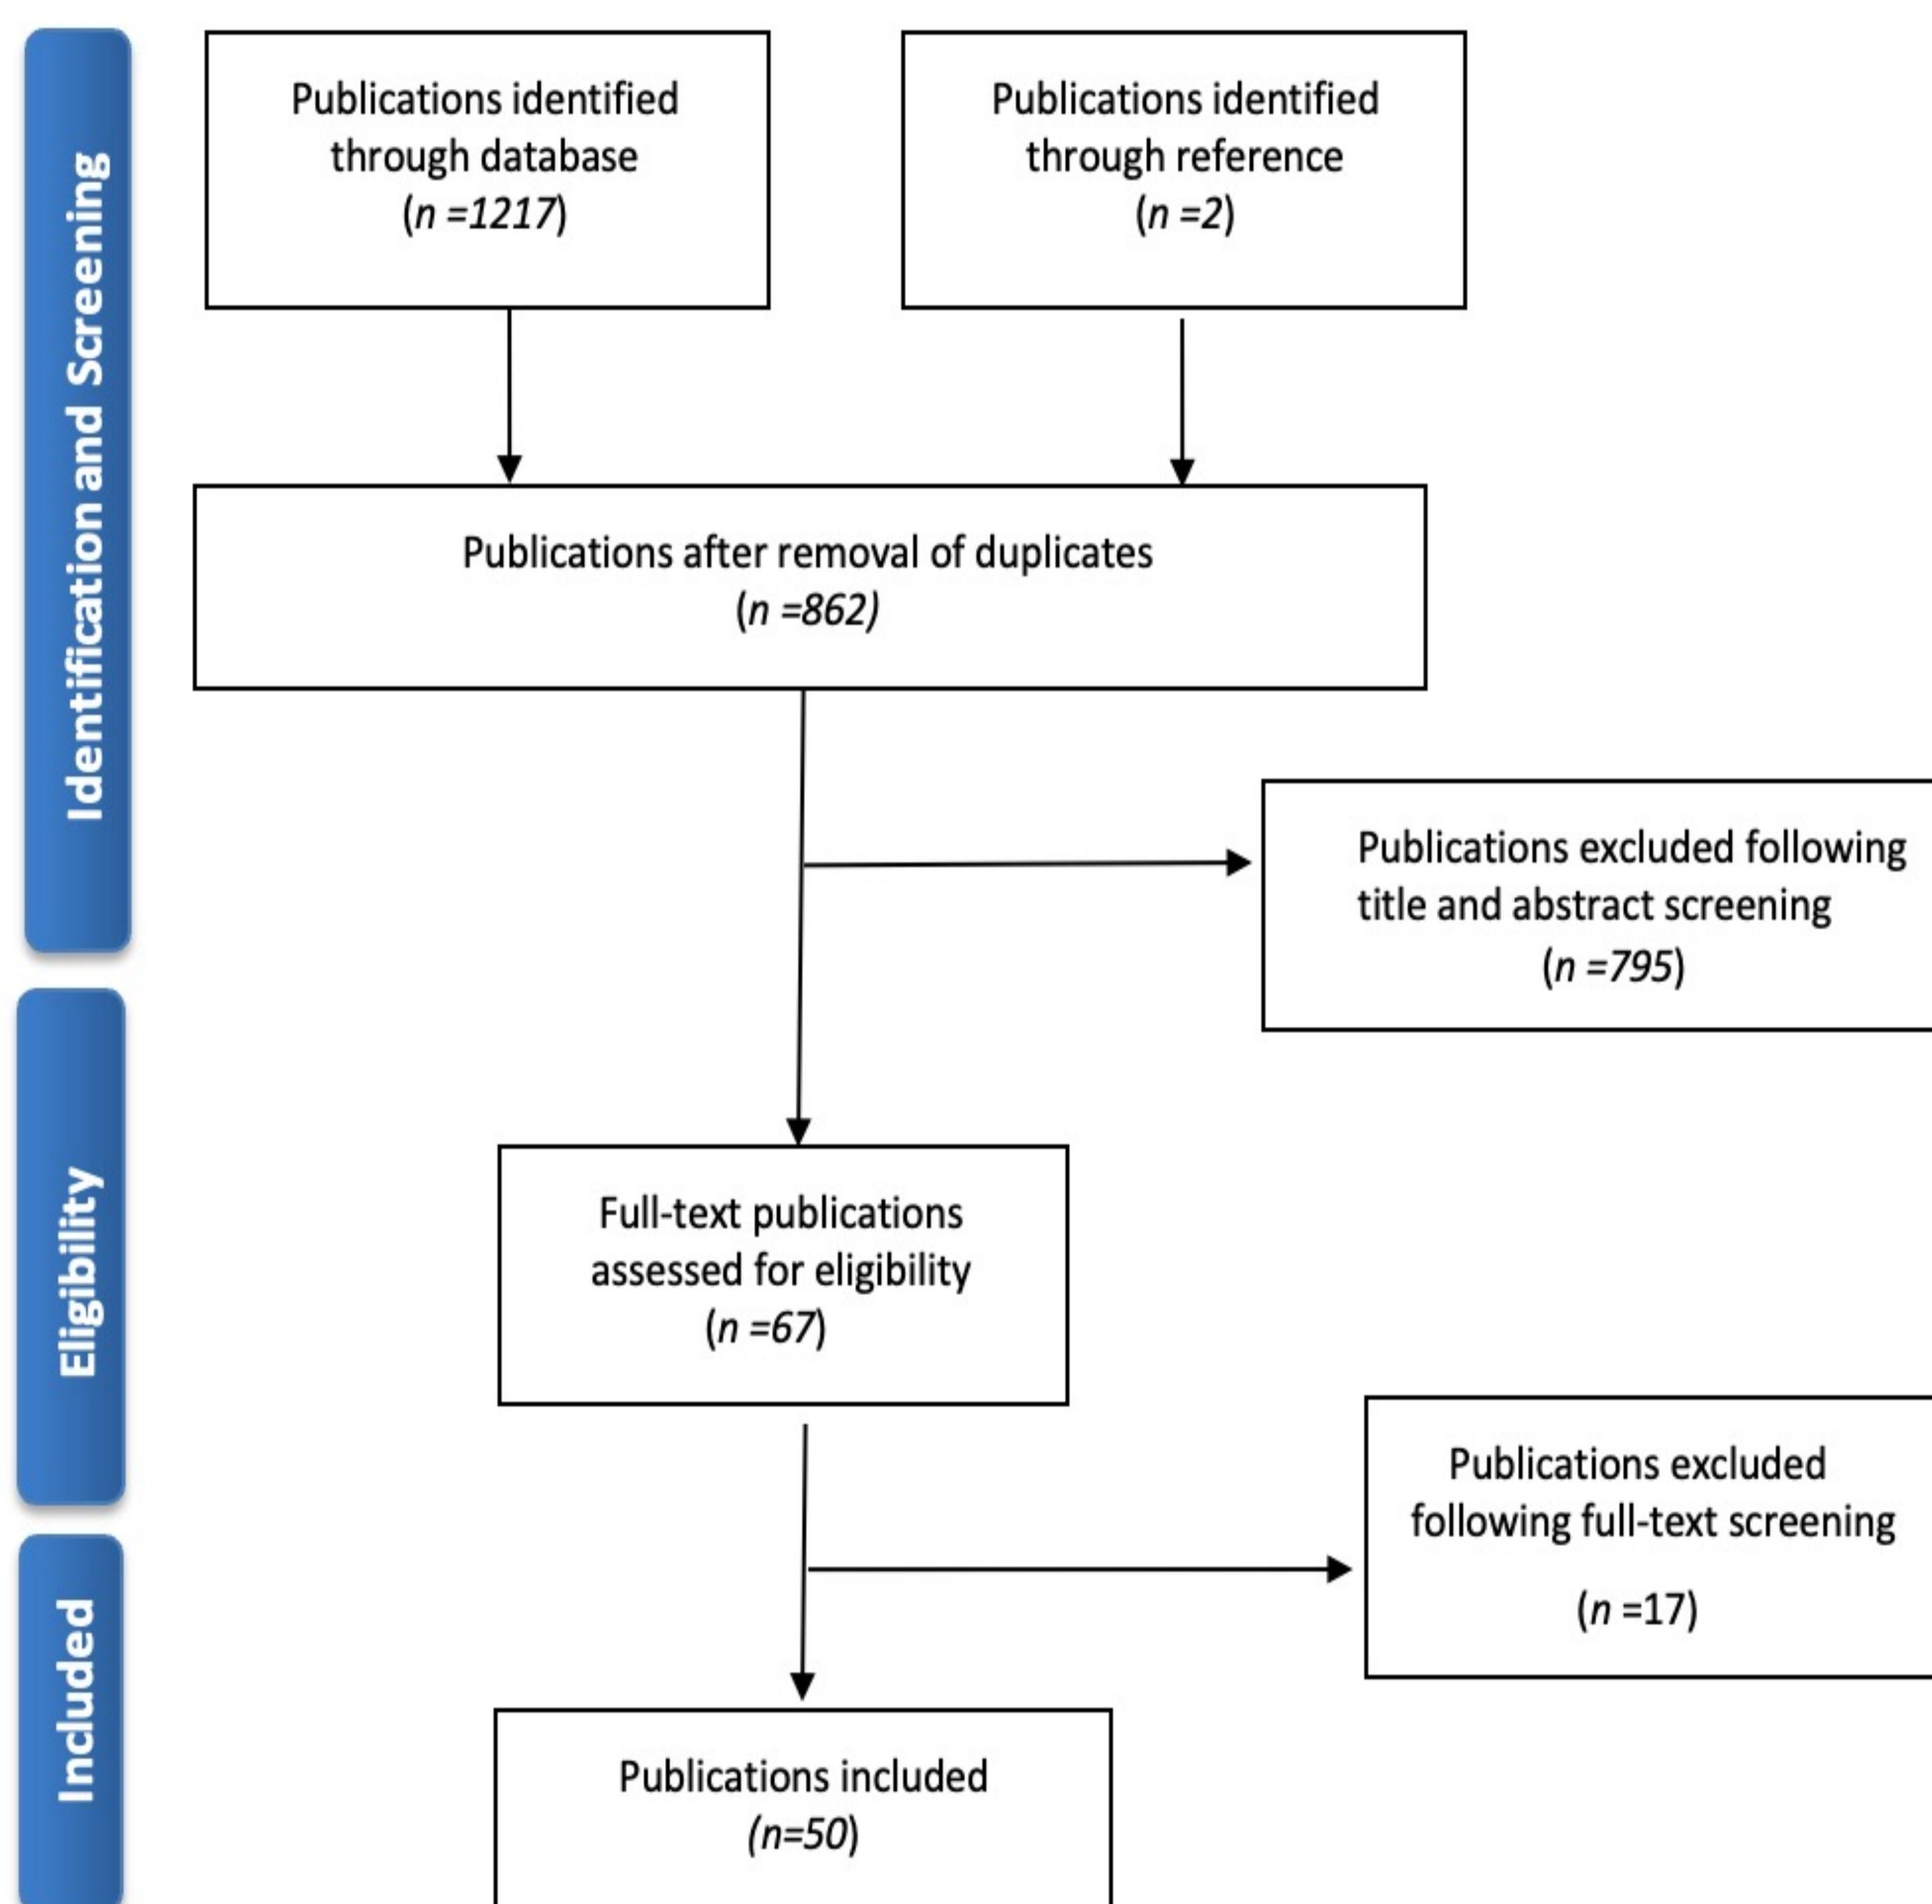 Identification and Screening
Publications identified
through database
(n =1217)
Publications identified
through reference
(n =2)
Publications after removal of duplicates
(n =862)
Publications excluded following
title and abstract screening
(n =795)
Eligibility
Full-text publications
assessed for eligibility
(n =67)
Publications excluded
following full-text screening
(n =17)
Included
Publications included
(n=50)